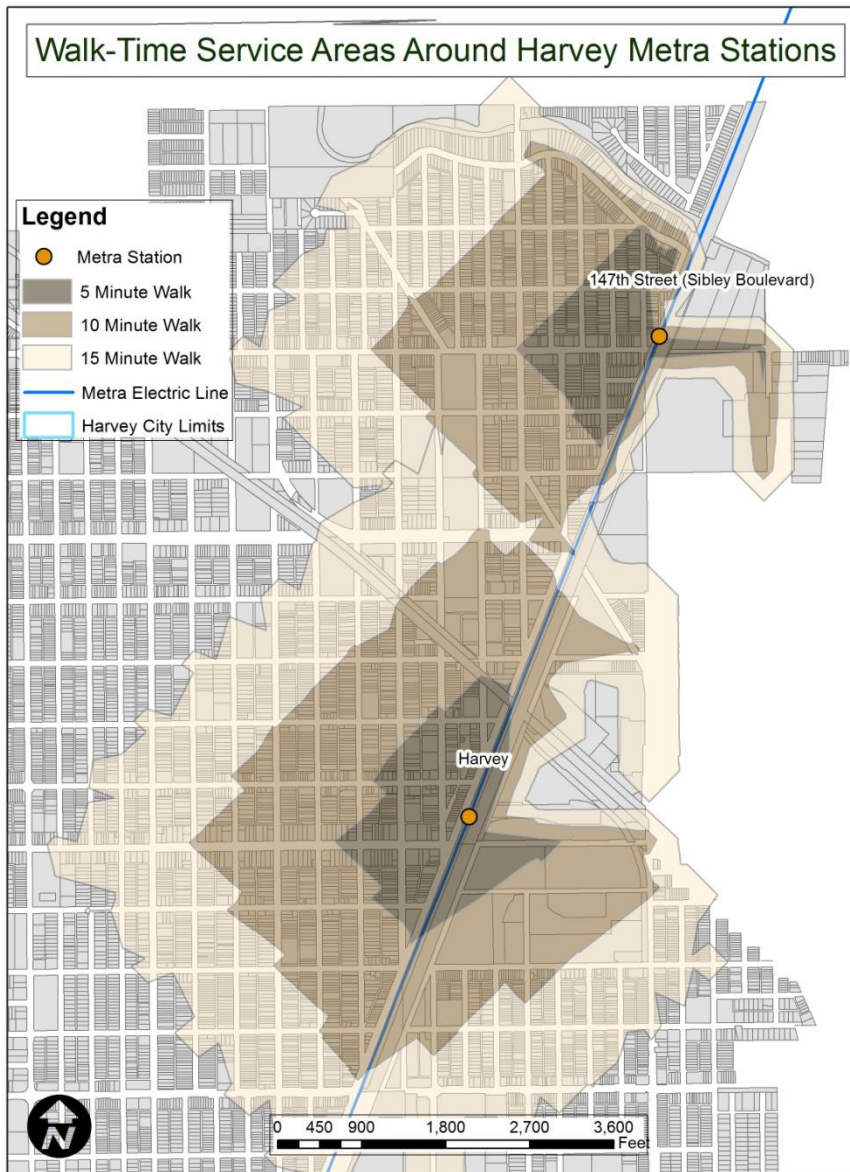 Walk-Time Service Areas Around Harvey Metra Stations
Legend
Metra Station
5 Minute Walk
10 Minute Walk
15 Minute Walk
Metra Electric Line
Harvey City Limits
147th Street (Sibley Boulevard)
Harvey
N
0 450 900 1,800 2,700 3,600
Feet